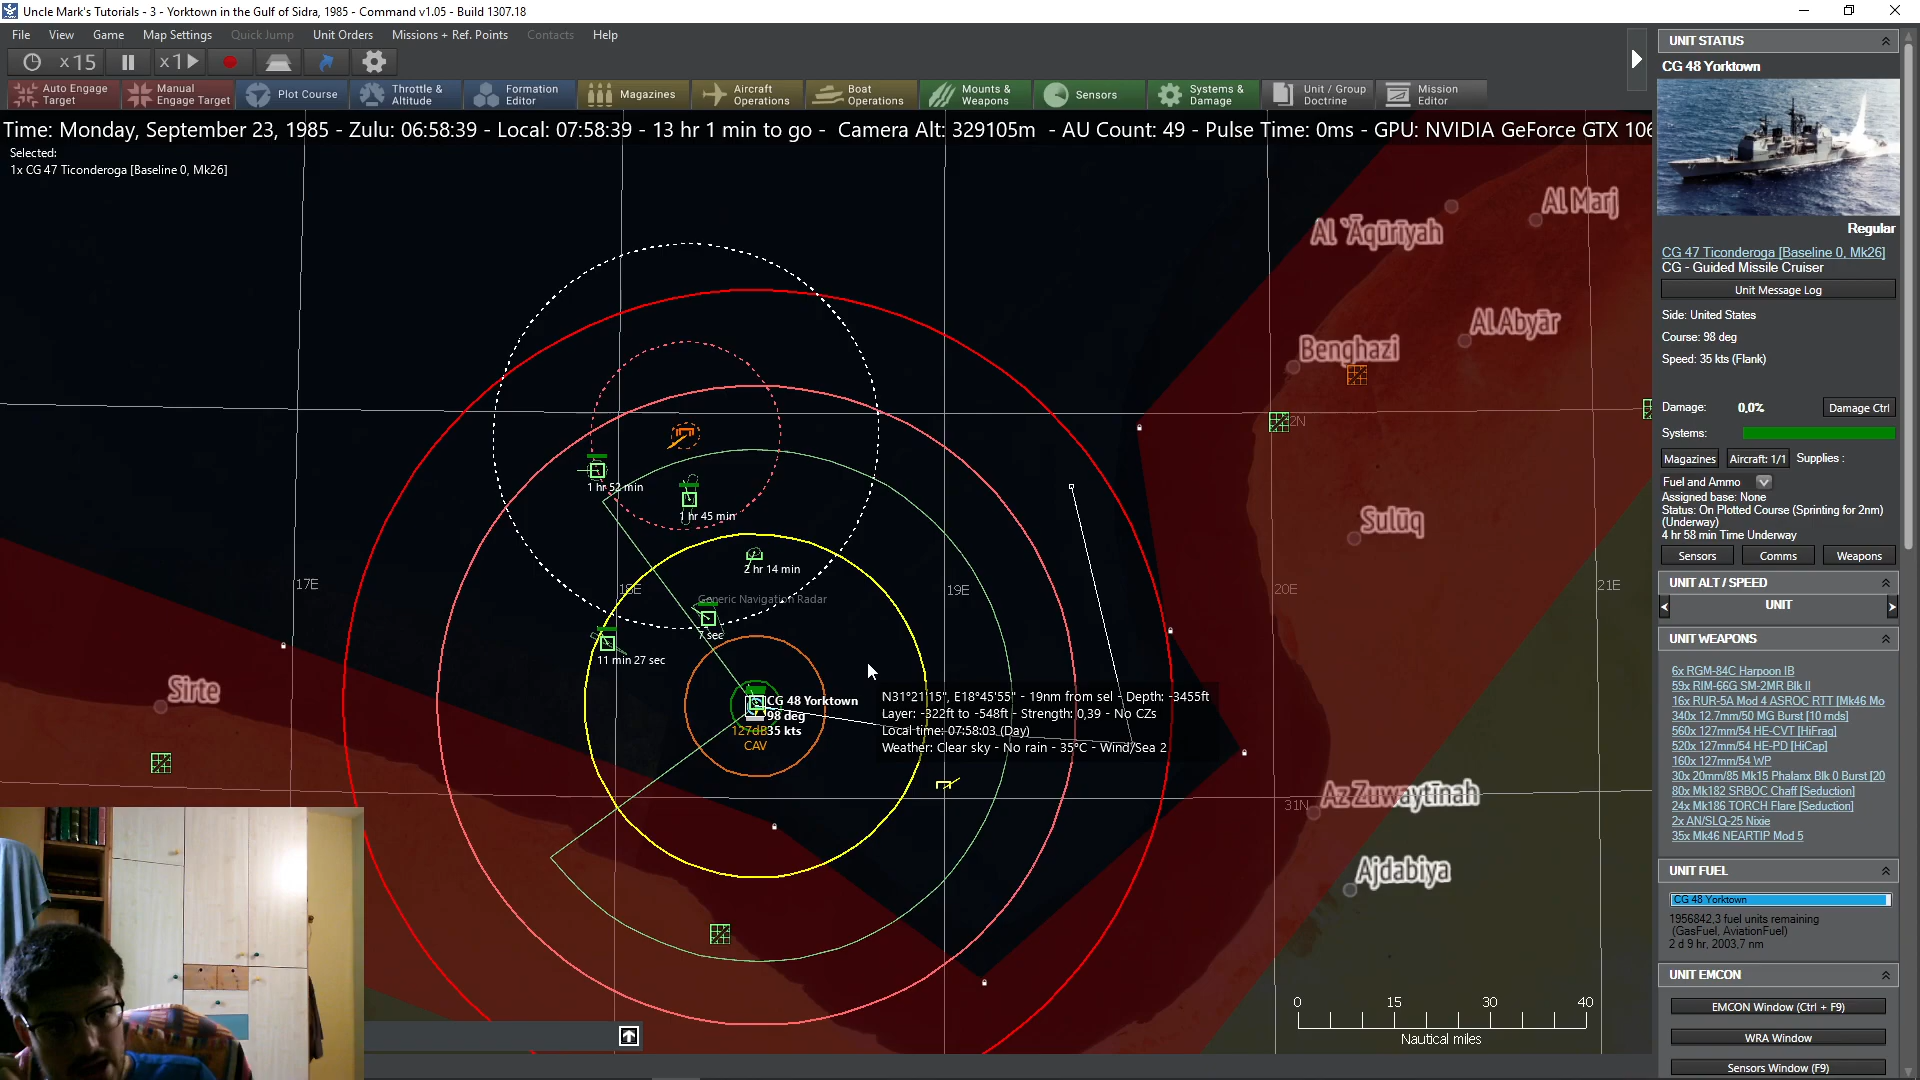 Uncle Mark's Tutorials - 3 - Yorktown in the Gulf of Sidra, 1985 - Command v1.05 - Build 1307.18
File View Game Map Settings Quick Jump Unit Orders Missions + Ref. Points Contacts Help
x 15 x 1
Auto Engage Target
Manual Engage Target
Plot Course
Throttle & Altitude
Formation Editor
Magazines
Aircraft Operations
Boat Operations
Mounts & Weapons
Sensors
Systems & Damage
Unit / Group Doctrine
Mission Editor
Time: Monday, September 23, 1985 - Zulu: 06:58:39 - Local: 07:58:39 - 13 hr 1 min to go - Camera Alt: 329105m - AU Count: 49 - Pulse Time: 0ms - GPU: NVIDIA GeForce GTX 106
Selected:
1x CG 47 Ticonderoga [Baseline 0, Mk26]
Al Marj
Al `Āqūrīyah
Al Abyār
Benghazi
2N
1 hr 52 min
1 hr 45 min
Sulūq
2 hr 14 min
17E
18E
19E
20E
21E
Generic Navigation Radar
7 sec
11 min 27 sec
Sirte
CG 48 Yorktown
98 deg
35 kts
127dB
CAV
N31°21'15", E18°45'55" - 19nm from sel - Depth: -3455ft
Layer: -322ft to -548ft - Strength: 0,39 - No CZs
Local time: 07:58:03 (Day)
Weather: Clear sky - No rain - 35°C - Wind/Sea 2
31N
Az Zuwaytīnah
Ajdabiya
0 15 30 40
Nautical miles
UNIT STATUS
CG 48 Yorktown
Regular
CG 47 Ticonderoga [Baseline 0, Mk26]
CG - Guided Missile Cruiser
Unit Message Log
Side: United States
Course: 98 deg
Speed: 35 kts (Flank)
Damage: 0,0% Damage Ctrl
Systems:
Magazines Aircraft: 1/1 Supplies :
Fuel and Ammo
Assigned base: None
Status: On Plotted Course (Sprinting for 2nm)
(Underway)
4 hr 58 min Time Underway
Sensors Comms Weapons
UNIT ALT / SPEED
UNIT
UNIT WEAPONS
6x RGM-84C Harpoon IB
59x RIM-66G SM-2MR Blk II
16x RUR-5A Mod 4 ASROC RTT [Mk46 Mo
340x 12.7mm/50 MG Burst [10 rnds]
560x 127mm/54 HE-CVT [HiFrag]
520x 127mm/54 HE-PD [HiCap]
160x 127mm/54 WP
30x 20mm/85 Mk15 Phalanx Blk 0 Burst [20
80x Mk182 SRBOC Chaff [Seduction]
24x Mk186 TORCH Flare [Seduction]
2x AN/SLQ-25 Nixie
35x Mk46 NEARTIP Mod 5
UNIT FUEL
CG 48 Yorktown
1956842,3 fuel units remaining
(GasFuel, AviationFuel)
2 d 9 hr, 2003,7 nm
UNIT EMCON
EMCON Window (Ctrl + F9)
WRA Window
Sensors Window (F9)